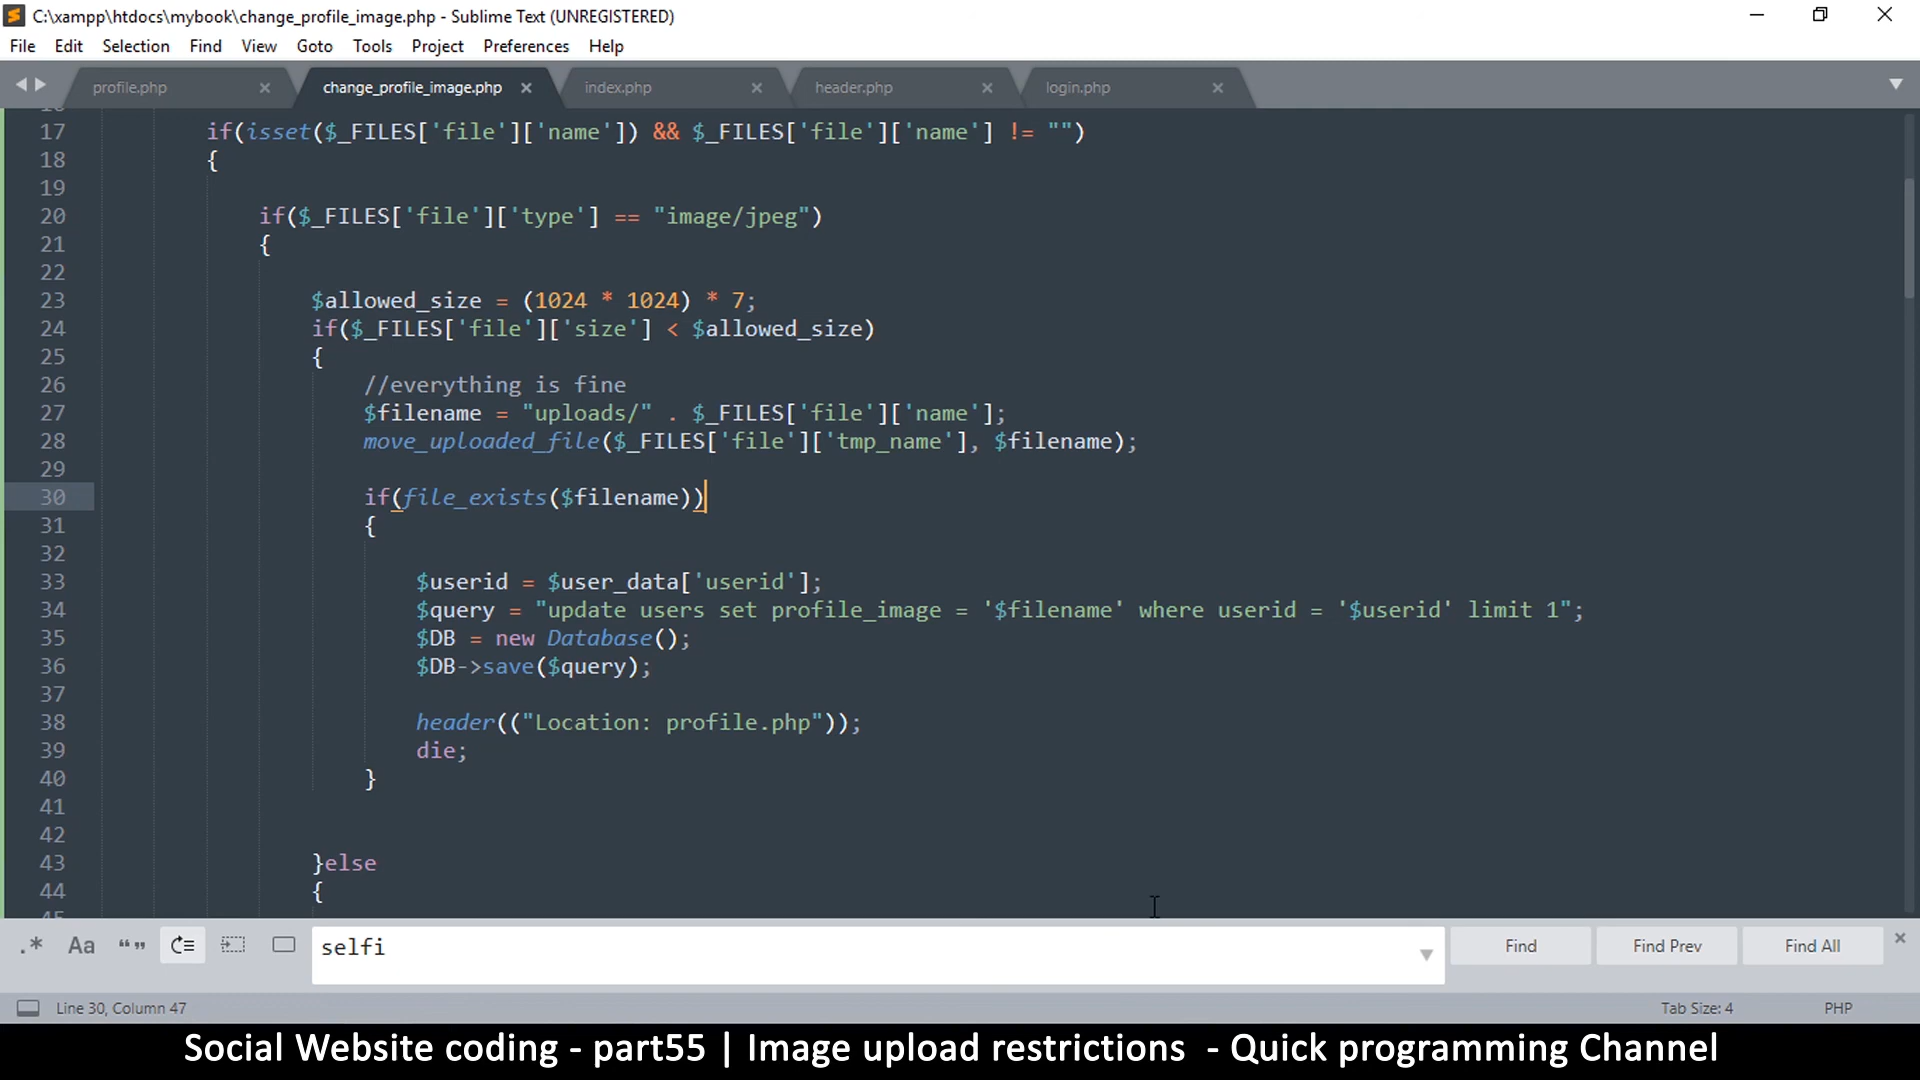 C:\xampp\htdocs\mybook\change_profile_image.php - Sublime Text (UNREGISTERED)
File Edit Selection Find View Goto Tools Project Preferences Help
profile.php × change_profile_image.php × index.php × header.php × login.php ×
17 if(isset($_FILES['file']['name']) && $_FILES['file']['name'] != "")
18 {
19
20 if($_FILES['file']['type'] == "image/jpeg")
21 {
22
23 $allowed_size = (1024 * 1024) * 7;
24 if($_FILES['file']['size'] < $allowed_size)
25 {
26 //everything is fine
27 $filename = "uploads/" . $_FILES['file']['name'];
28 move_uploaded_file($_FILES['file']['tmp_name'], $filename);
29
30 if(file_exists($filename))
31 {
32
33 $userid = $user_data['userid'];
34 $query = "update users set profile_image = '$filename' where userid = '$userid' limit 1";
35 $DB = new Database();
36 $DB->save($query);
37
38 header(("Location: profile.php"));
39 die;
40 }
41
42
43 }else
44 {
45
.* Aa “” selfi Find Find Prev Find All ×
Line 30, Column 47 Tab Size: 4 PHP
Social Website coding - part55 | Image upload restrictions - Quick programming Channel